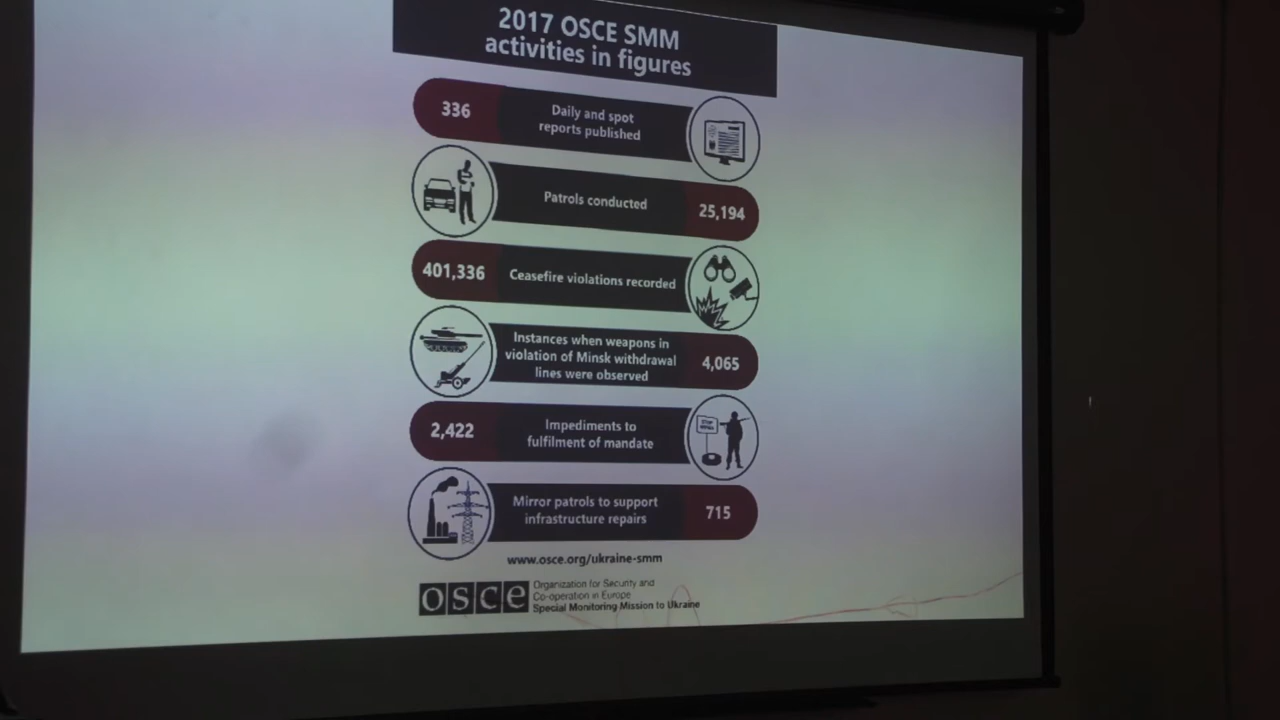 2017 OSCE SMM
activities in figures
336
Daily and spot
reports published
Patrols conducted
25,194
401,336
Ceasefire violations recorded
Instances when weapons in
violation of Minsk withdrawal
lines were observed
4,065
2,422
Impediments to
fulfilment of mandate
Mirror patrols to support
infrastructure repairs
715
www.osce.org/ukraine-smm
osce
Organization for Security and
Co-operation in Europe
Special Monitoring Mission to Ukraine